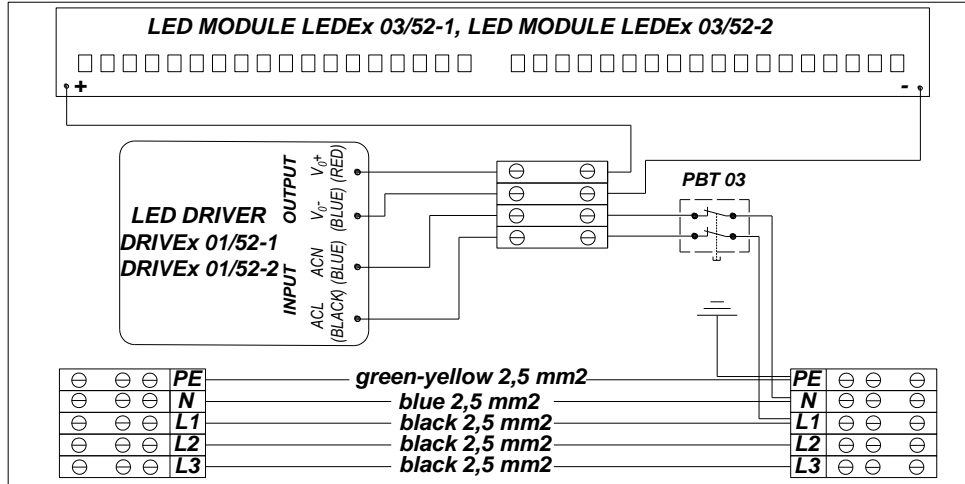 LED MODULE LEDEx 03/52-1, LED MODULE LEDEx 03/52-2
+
-
LED DRIVER
DRIVEx 01/52-1
DRIVEx 01/52-2
OUTPUT
V0+
(RED)
V0-
(BLUE)
INPUT
ACN
(BLUE)
ACL
(BLACK)
PBT 03
PE green-yellow 2,5 mm2 PE
N blue 2,5 mm2 N
L1 black 2,5 mm2 L1
L2 black 2,5 mm2 L2
L3 black 2,5 mm2 L3